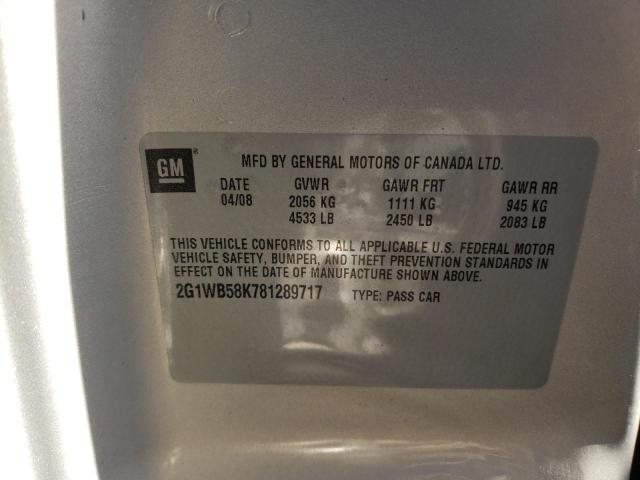 GM®
MFD BY GENERAL MOTORS OF CANADA LTD.
DATE GVWR GAWR FRT GAWR RR
04/08 2056 KG 1111 KG 945 KG
4533 LB 2450 LB 2083 LB
THIS VEHICLE CONFORMS TO ALL APPLICABLE U.S. FEDERAL MOTOR
VEHICLE SAFETY, BUMPER, AND THEFT PREVENTION STANDARDS IN
EFFECT ON THE DATE OF MANUFACTURE SHOWN ABOVE.
2G1WB58K781289717 TYPE: PASS CAR